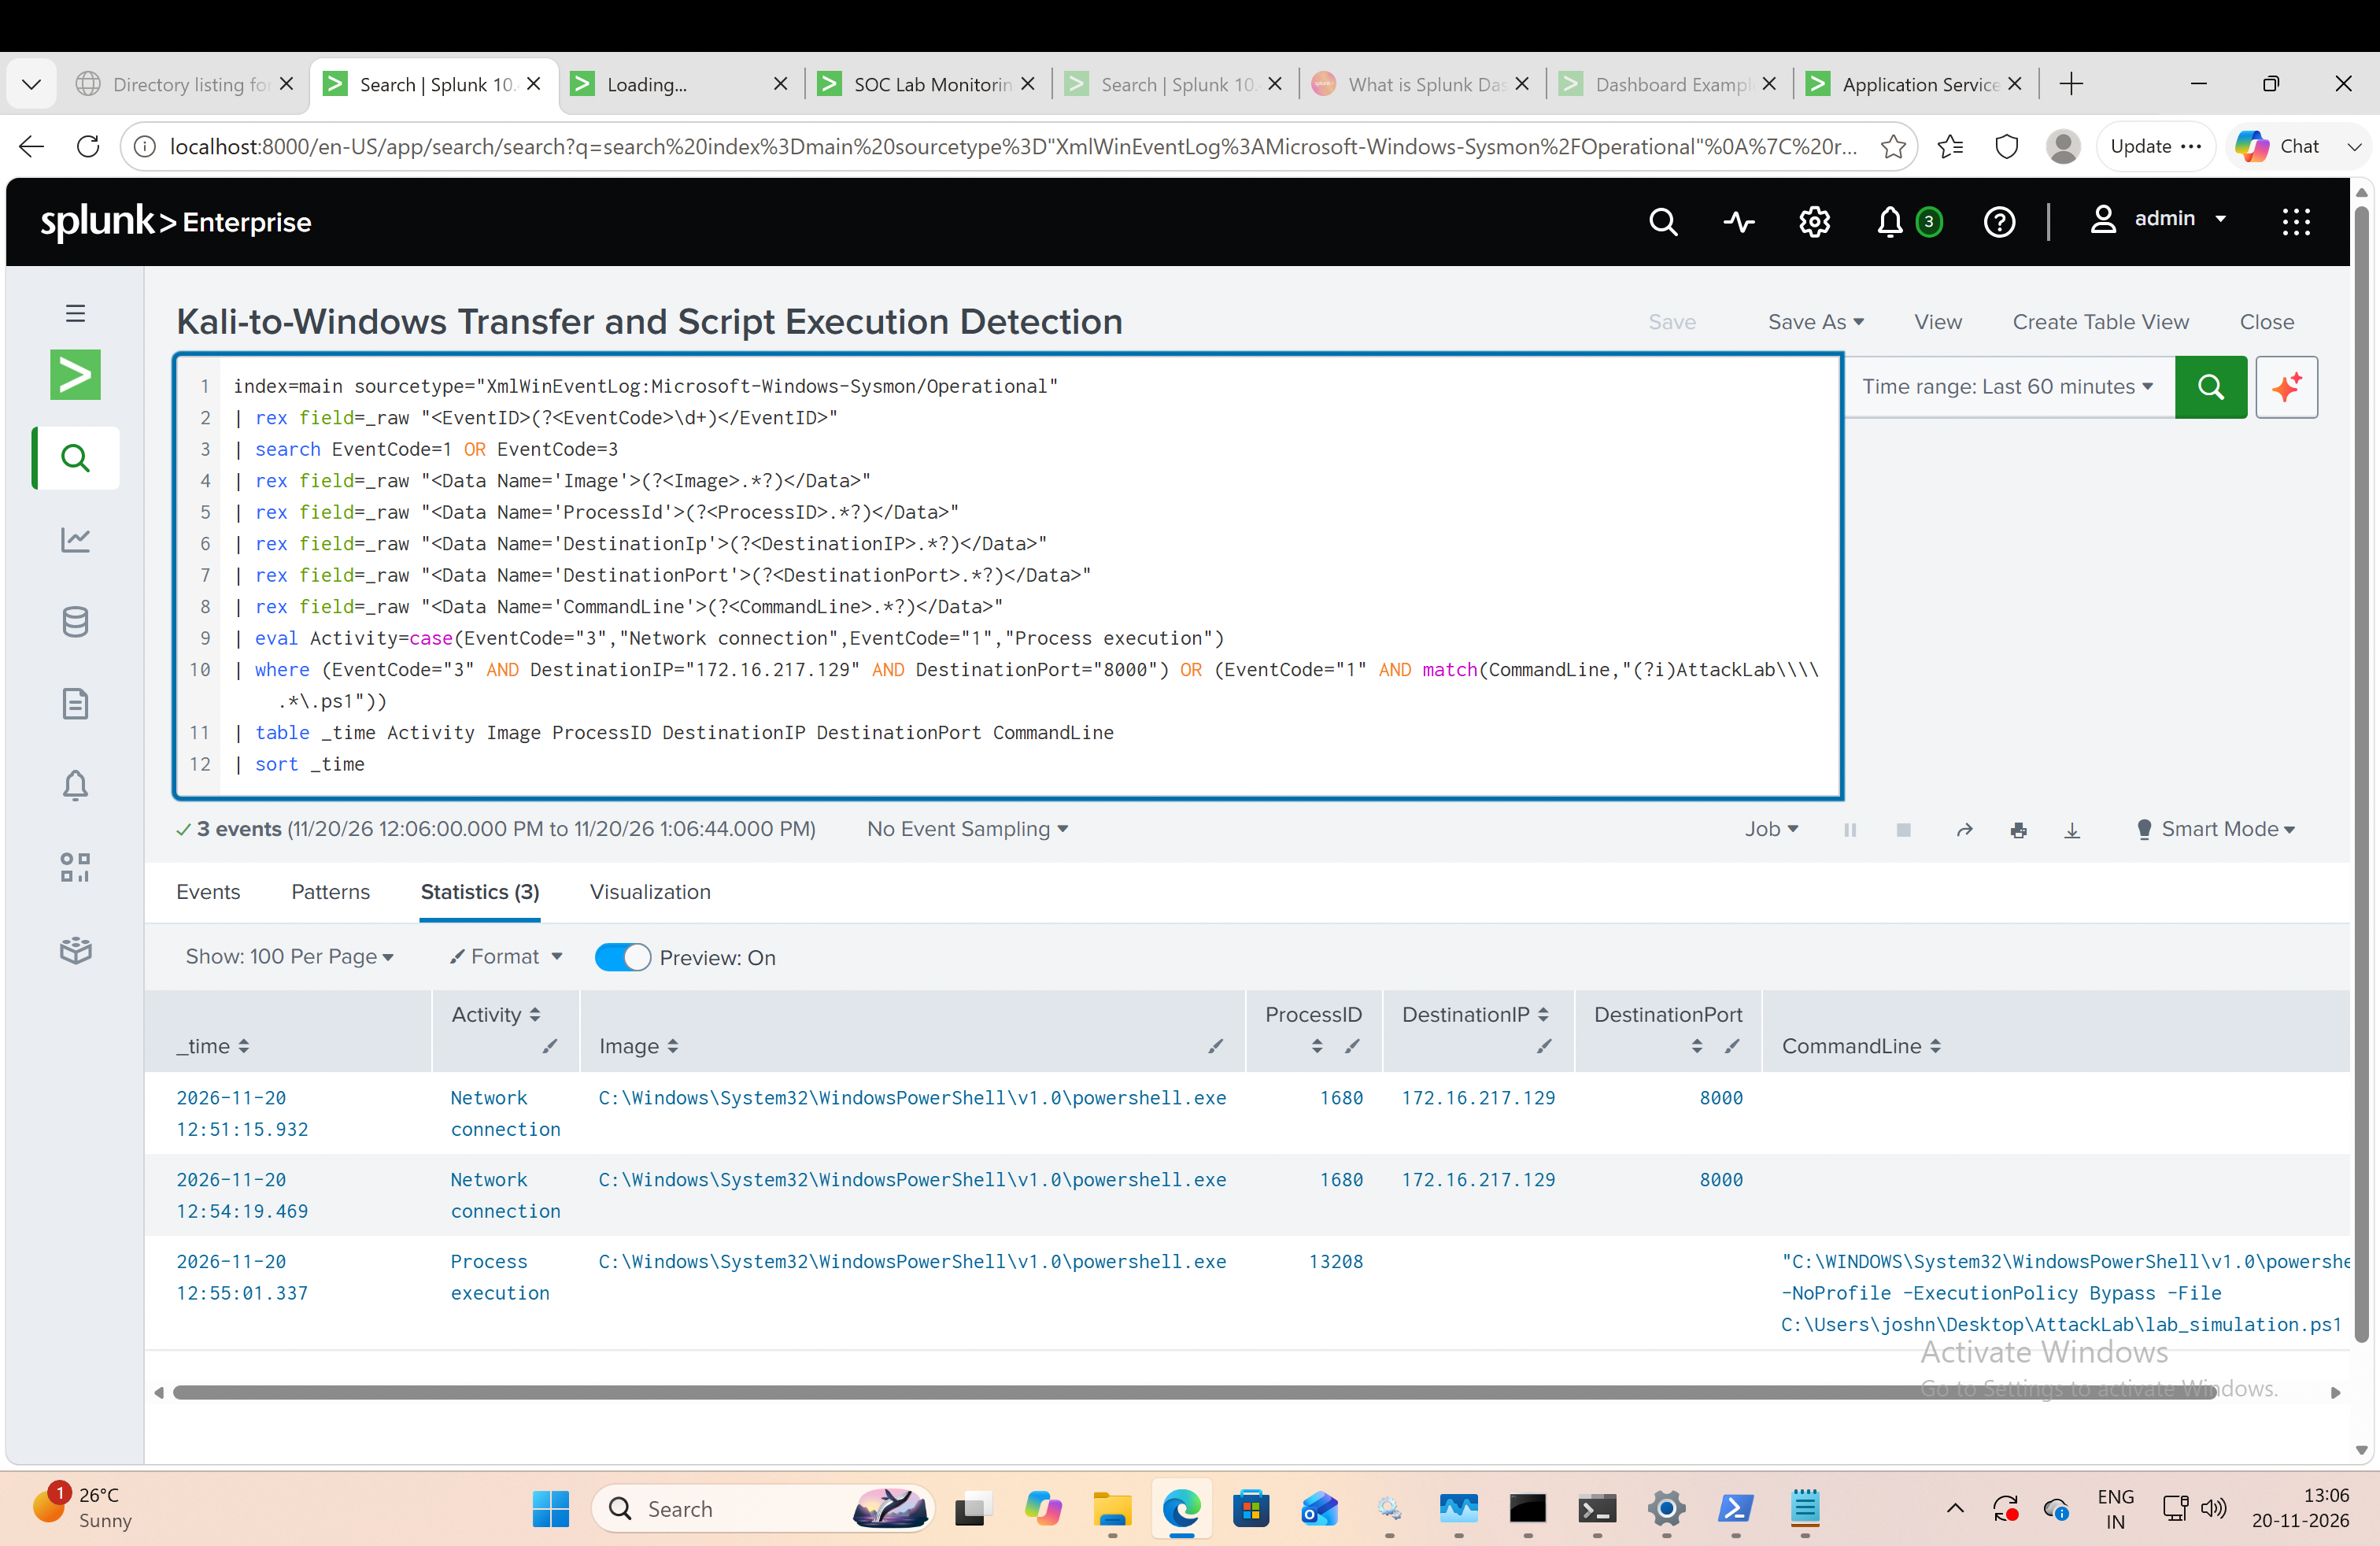 Directory listing fo
Search | Splunk 10.
Loading...
SOC Lab Monitorin
Search | Splunk 10.
What is Splunk Das
Dashboard Exampl
Application Service
localhost:8000/en-US/app/search/search?q=search%20index%3Dmain%20sourcetype%3D"XmlWinEventLog%3AMicrosoft-Windows-Sysmon%2FOperational"%0A%7C%20r...
Update
Chat
splunk>Enterprise
3
admin
Kali-to-Windows Transfer and Script Execution Detection
Save
Save As
View
Create Table View
Close
1 index=main sourcetype="XmlWinEventLog:Microsoft-Windows-Sysmon/Operational"
2 | rex field=_raw "<EventID>(?<EventCode>\d+)</EventID>"
3 | search EventCode=1 OR EventCode=3
4 | rex field=_raw "<Data Name='Image'>(?<Image>.*?)</Data>"
5 | rex field=_raw "<Data Name='ProcessId'>(?<ProcessID>.*?)</Data>"
6 | rex field=_raw "<Data Name='DestinationIp'>(?<DestinationIP>.*?)</Data>"
7 | rex field=_raw "<Data Name='DestinationPort'>(?<DestinationPort>.*?)</Data>"
8 | rex field=_raw "<Data Name='CommandLine'>(?<CommandLine>.*?)</Data>"
9 | eval Activity=case(EventCode="3","Network connection",EventCode="1","Process execution")
10 | where (EventCode="3" AND DestinationIP="172.16.217.129" AND DestinationPort="8000") OR (EventCode="1" AND match(CommandLine,"(?i)AttackLab\\\\
.*\.ps1"))
11 | table _time Activity Image ProcessID DestinationIP DestinationPort CommandLine
12 | sort _time
Time range: Last 60 minutes
3 events (11/20/26 12:06:00.000 PM to 11/20/26 1:06:44.000 PM)
No Event Sampling
Job
Smart Mode
Events
Patterns
Statistics (3)
Visualization
Show: 100 Per Page
Format
Preview: On
_time
Activity
Image
ProcessID
DestinationIP
DestinationPort
CommandLine
2026-11-20
12:51:15.932
Network
connection
C:\Windows\System32\WindowsPowerShell\v1.0\powershell.exe
1680
172.16.217.129
8000
2026-11-20
12:54:19.469
Network
connection
C:\Windows\System32\WindowsPowerShell\v1.0\powershell.exe
1680
172.16.217.129
8000
2026-11-20
12:55:01.337
Process
execution
C:\Windows\System32\WindowsPowerShell\v1.0\powershell.exe
13208
"C:\WINDOWS\System32\WindowsPowerShell\v1.0\powershe
-NoProfile -ExecutionPolicy Bypass -File
C:\Users\joshn\Desktop\AttackLab\lab_simulation.ps1
Activate Windows
Go to Settings to activate Windows.
1
26°C
Sunny
Search
ENG
IN
13:06
20-11-2026